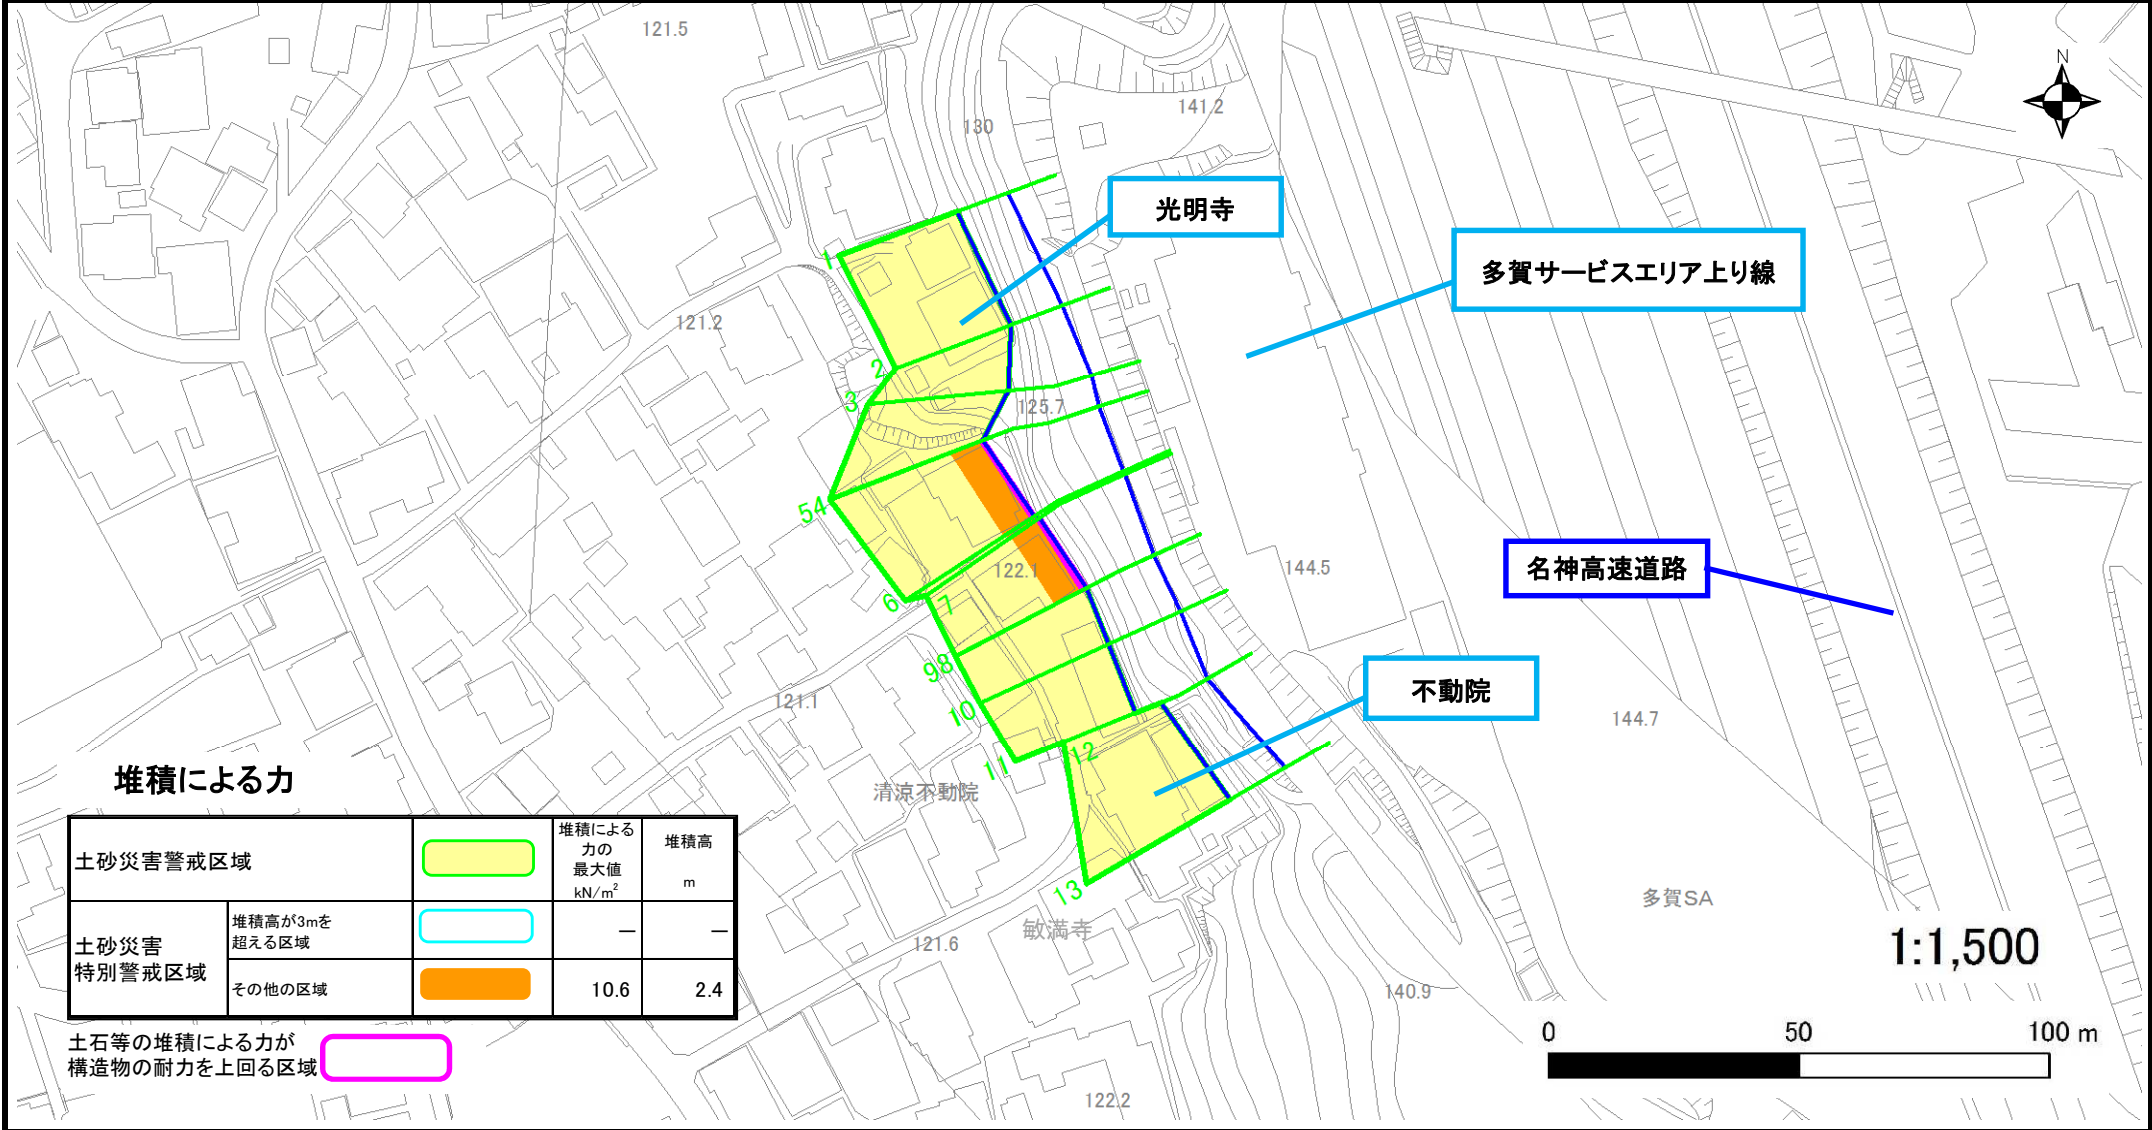 121.5
N
141.2
130
光明寺
多賀サービスエリア上り線
1
121.2
2
3
125.7
54
122.1
144.5
名神高速道路
6
7
98
不動院
121.1
10
144.7
11
12
清涼不動院
13
多賀SA
敏満寺
121.6
140.9
122.2
堆積による力
堆積による
力の
最大値
kN/m²
堆積高
m
土砂災害警戒区域
土砂災害
特別警戒区域
堆積高が3mを
超える区域
－
－
その他の区域
10.6
2.4
土石等の堆積による力が
構造物の耐力を上回る区域
1:1,500
0
50
100 m